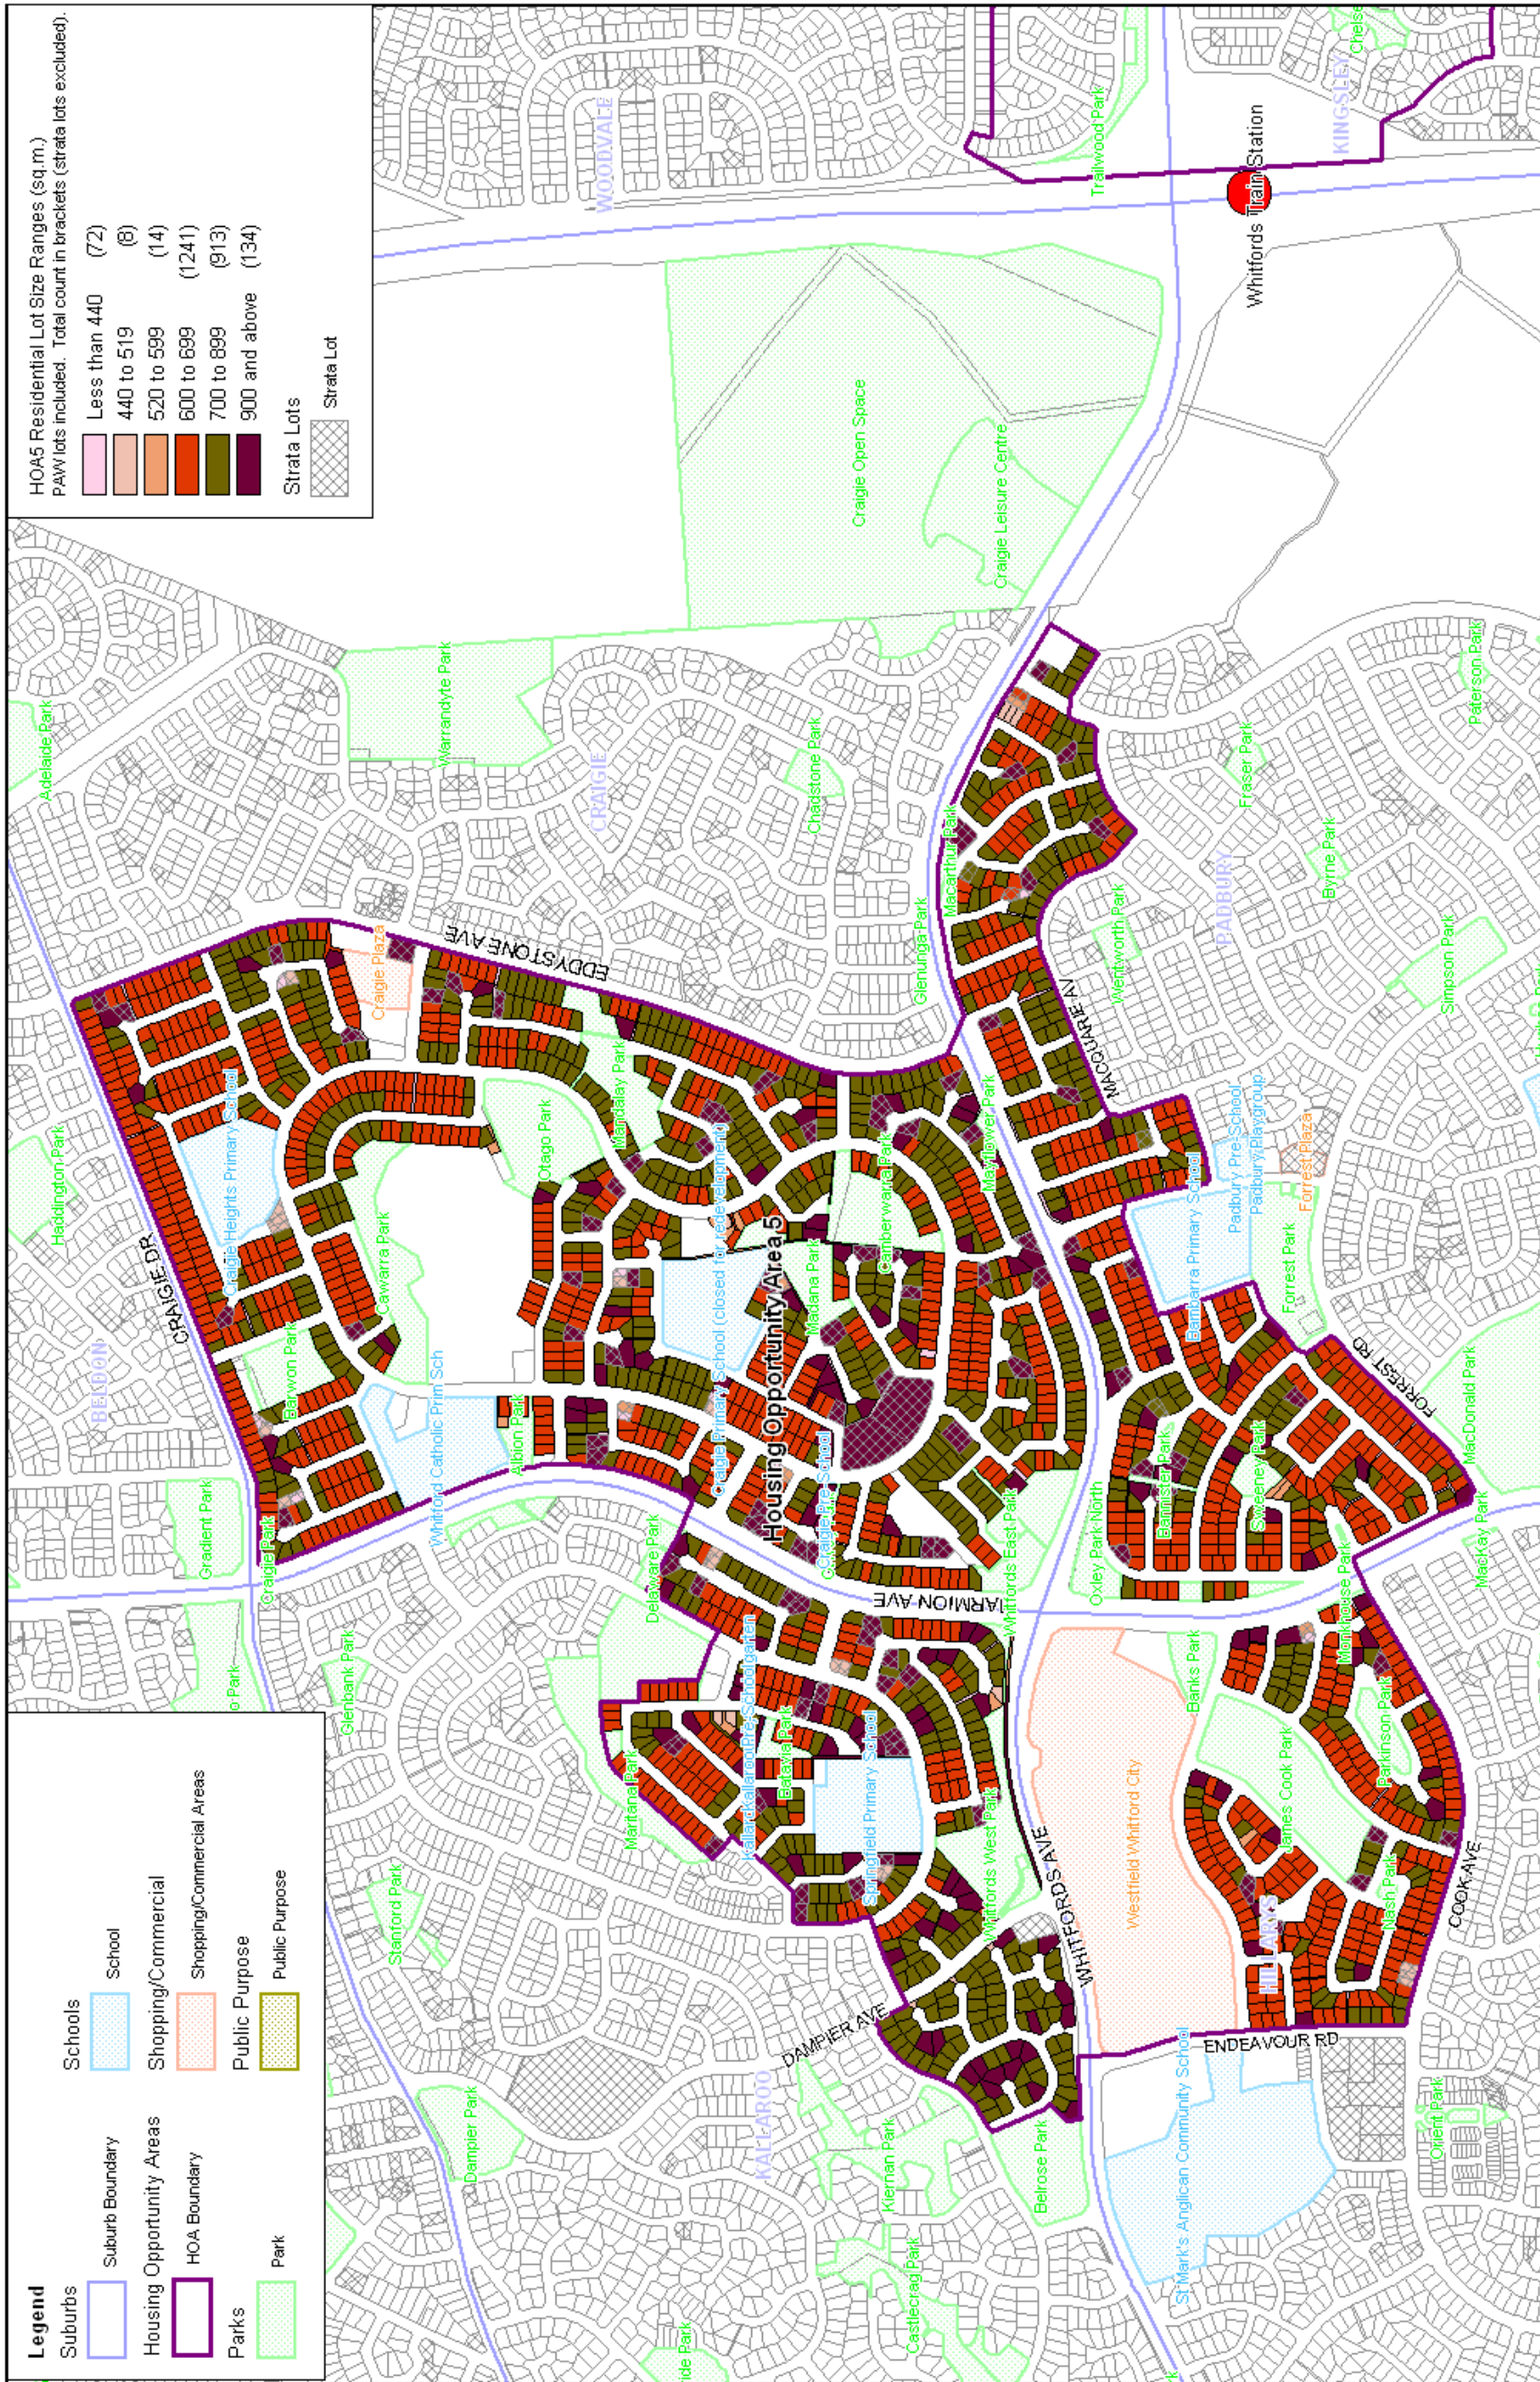 Legend
Suburbs
Suburb Boundary
Housing Opportunity Areas
HOA Boundary
Parks
Park
Schools
School
Shopping/Commercial
Shopping/Commercial Areas
Public Purpose
Public Purpose
HOA5 Residential Lot Size Ranges (sq.m.)
PAW lots included. Total count in brackets (strata lots excluded).
Less than 440 (72)
440 to 519 (8)
520 to 599 (14)
600 to 699 (1241)
700 to 899 (913)
900 and above (134)
Strata Lots
Strata Lot
Adelaide Park
Haddington Park
BELDON
CRAIGIE DR
Gradient Park
Craigie Park
Glenbank Park
Stanford Park
Dampier Park
Craigie Heights Primary School
Barwon Park
Cawarra Park
Craigie Plaza
EDDYSTONE AVE
Warrandyte Park
CRAIGIE
WOODVALE
Whitford Catholic Prim Sch
Albion Park
Otago Park
Mandalay Park
Delaware Park
Maritana Park
Craigie Primary School (closed for redevelopment)
Housing Opportunity Area 5
Madana Park
Craigie Pre-School
Camberwarra Park
Chadstone Park
Craigie Open Space
Craigie Leisure Centre
Glenunga Park
Macarthur Park
Mayflower Park
Trailwood Park
Whitfords Train Station
KINGSLEY
Batavia Park
Springfield Primary School
Whitfords West Park
Whitfords East Park
WHITFORDS AVE
DAMPIER AVE
KALLAROO
Kiernan Park
Castlecrag Park
Belrose Park
Oxley Park North
Bannister Park
Sweeney Park
MACQUARIE AV
Wentworth Park
PADBURY
Fraser Park
Byrne Park
Paterson Park
Simpson Park
Bambarra Primary School
Padbury Pre-School
Padbury Playgroup
Forrest Plaza
Forrest Park
FORREST RD
MacDonald Park
MacKay Park
Monkhouse Park
Parkinson Park
Banks Park
James Cook Park
Nash Park
Westfield Whitford City
HILLARYS
COOK AVE
ENDEAVOUR RD
St Mark's Anglican Community School
Orient Park